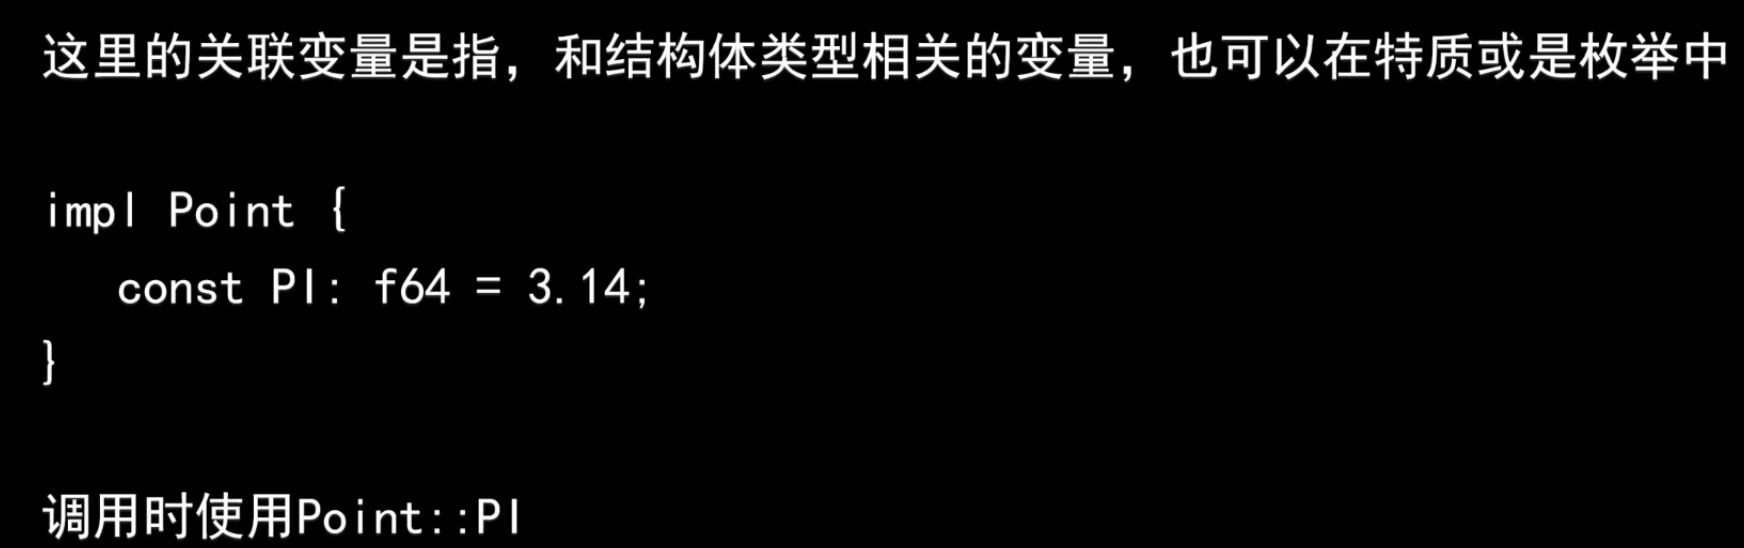 这里的关联变量是指，和结构体类型相关的变量，也可以在特质或是枚举中
impl Point {
   const PI: f64 = 3.14;
}
调用时使用Point::PI